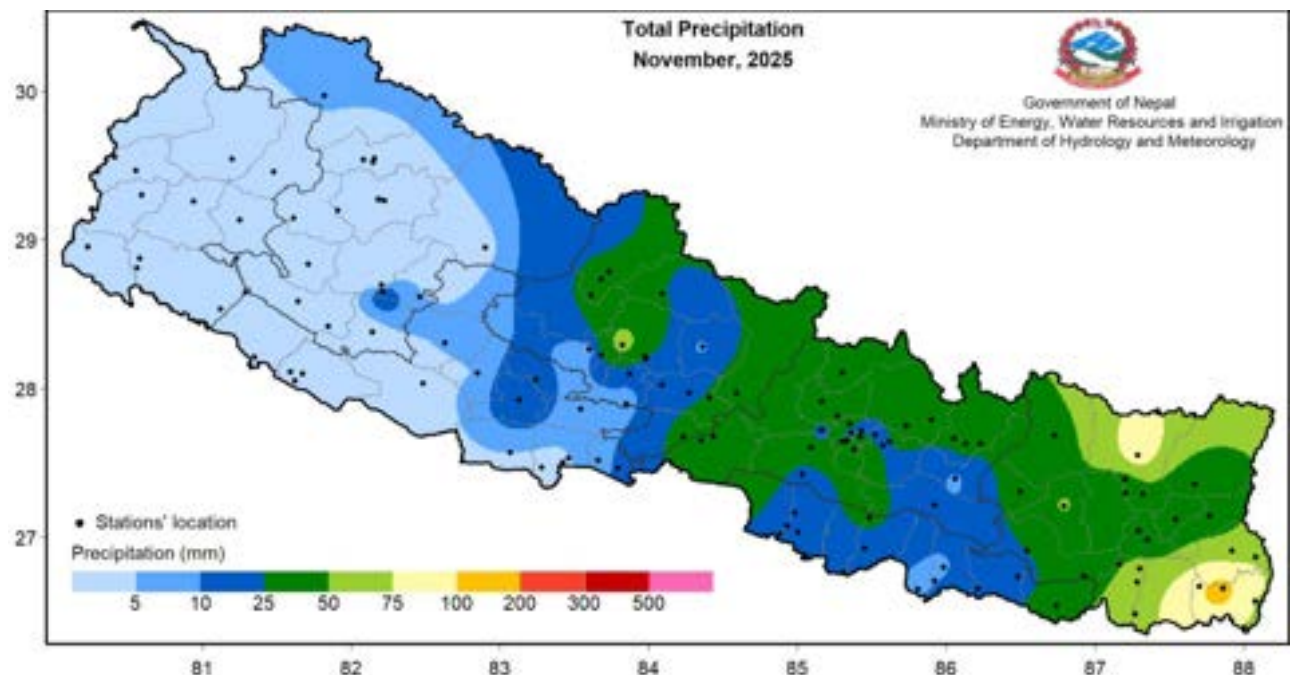 Total Precipitation
November, 2025
Government of Nepal
Ministry of Energy, Water Resources and Irrigation
Department of Hydrology and Meteorology
30
29
28
27
Stations' location
Precipitation (mm)
5 10 25 50 75 100 200 300 500
81 82 83 84 85 86 87 88